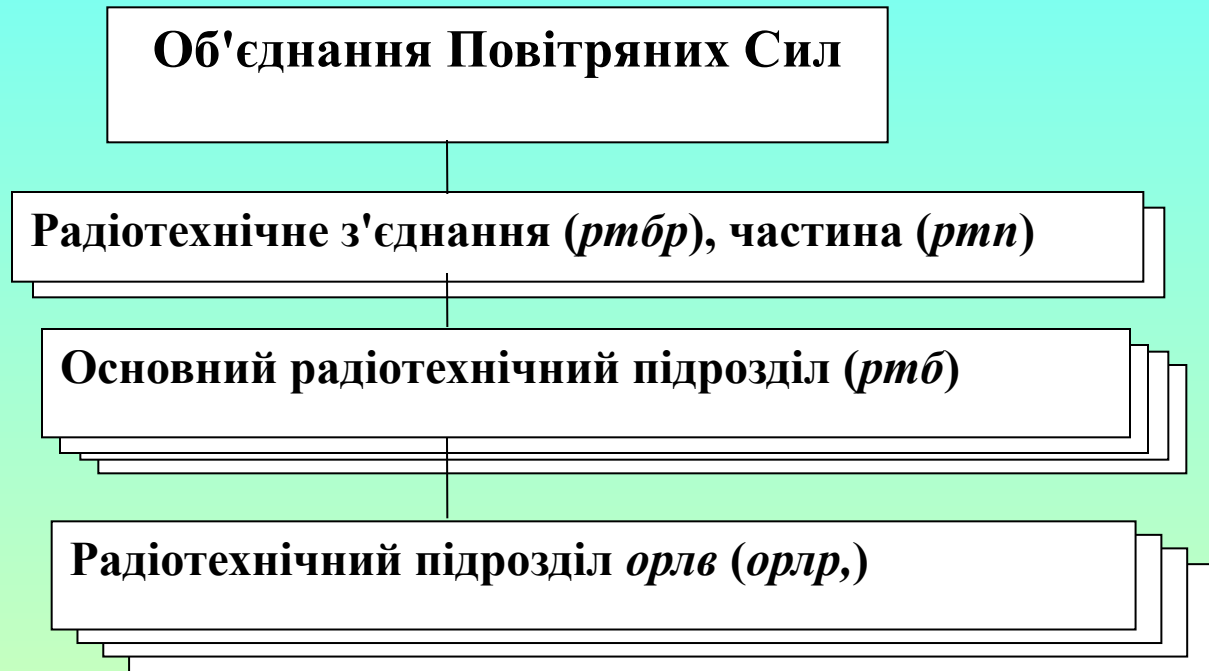 Об'єднання Повітряних Сил
Радіотехнічне з'єднання (ртбр), частина (ртп)
Основний радіотехнічний підрозділ (ртб)
Радіотехнічний підрозділ орлв (орлр,)